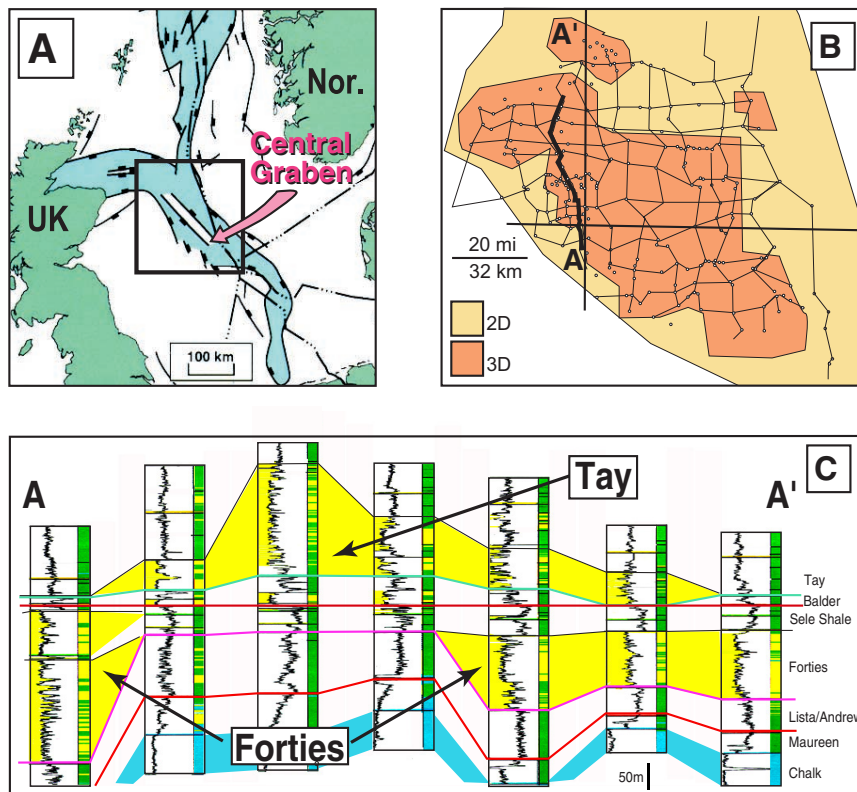 A
Nor.
Central
Graben
UK
100 km
B
A'
A
20 mi
32 km
2D
3D
C
A
A'
Tay
Forties
Tay
Balder
Sele Shale
Forties
Lista/Andrew
Maureen
Chalk
50m